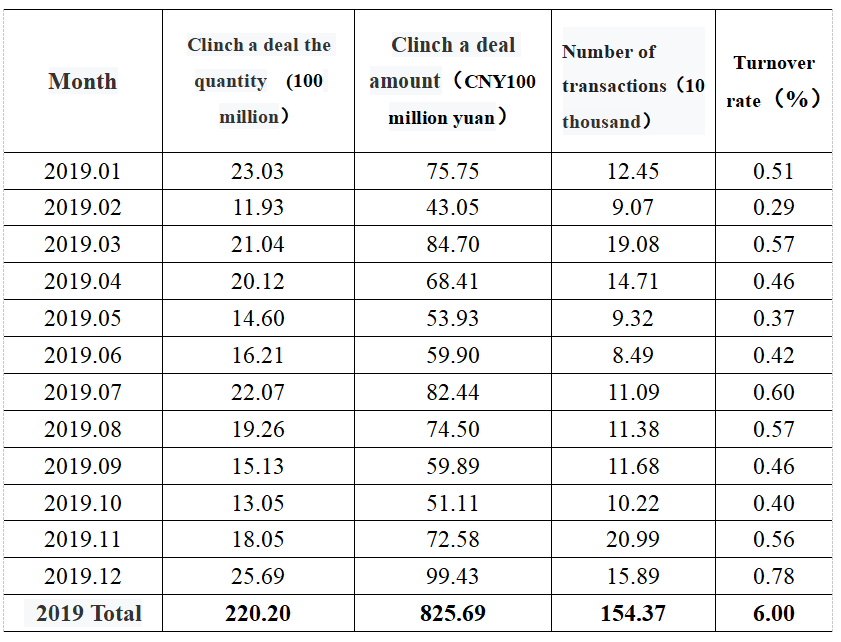 Month Clinch a deal the quantity (100 million） Clinch a deal amount（CNY100 million yuan） Number of transactions（10 thousand） Turnover rate（%）
2019.01 23.03 75.75 12.45 0.51
2019.02 11.93 43.05 9.07 0.29
2019.03 21.04 84.70 19.08 0.57
2019.04 20.12 68.41 14.71 0.46
2019.05 14.60 53.93 9.32 0.37
2019.06 16.21 59.90 8.49 0.42
2019.07 22.07 82.44 11.09 0.60
2019.08 19.26 74.50 11.38 0.57
2019.09 15.13 59.89 11.68 0.46
2019.10 13.05 51.11 10.22 0.40
2019.11 18.05 72.58 20.99 0.56
2019.12 25.69 99.43 15.89 0.78
2019 Total 220.20 825.69 154.37 6.00